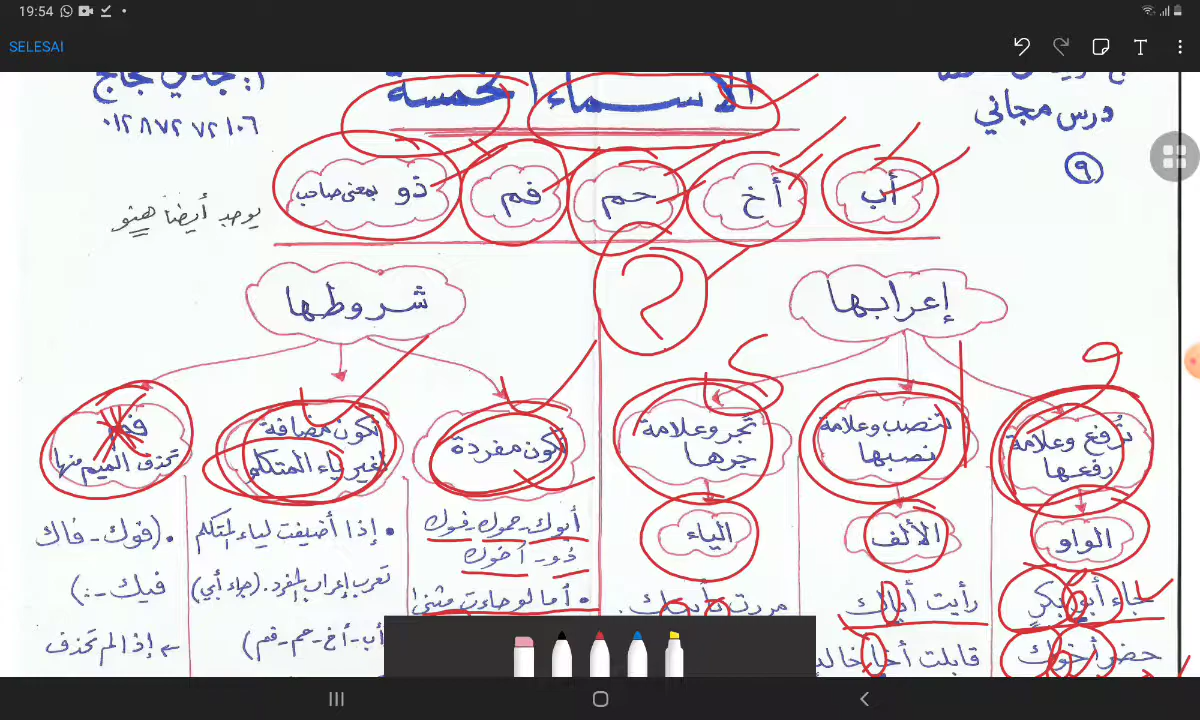 19:54
SELESAI
الأسماء الخمسة
درس مجاني
٩
٠١٢٨٧٢٧٢١٠٦
أب
أخ
حم
فم
ذو بمعنى صاحب
يوجد أيضاً هنو
إعرابها
شروطها
؟
تُرفع وعلامة رفعها
تنصب وعلامة نصبها
تجر وعلامة جرها
تكون مفردة
تكون مضافة لغير ياء المتكلم
فم تحذف الميم منها
الواو
الألف
الياء
جاء أبو بكرٍ
رأيت أباك
مررت بأبيك.
حضر أخوك
قابلت أخا
أبوك - حموك - فوك
ذو - أخوك
• أما لو جاءت مثنى
• إذا أضيفت لياء المتكلم
تعرب إعراب المفرد. (جاء أبي)
أب - أخ - حم - فم)
• (فوك - فاك
فيك -
← إذا لم تحذف